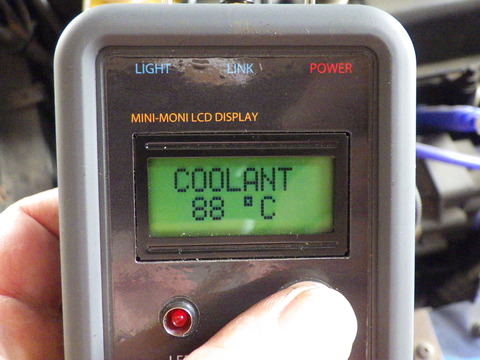 LIGHT LINK POWER
MINI-MONI LCD DISPLAY
COOLANT
88 °C